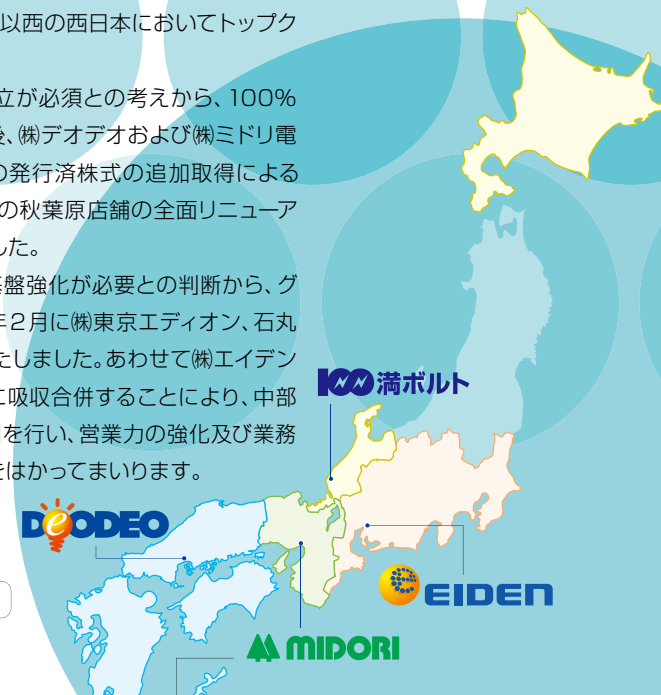 以西の西日本においてトップク
立が必須との考えから、100%
後、㈱デオデオおよび㈱ミドリ電
の発行済株式の追加取得による
の秋葉原店舗の全面リニューア
した。
基盤強化が必要との判断から、グ
年2月に㈱東京エディオン、石丸
たしました。あわせて㈱エイデン
に吸収合併することにより、中部
を行い、営業力の強化及び業務
をはかってまいります。
100満ボルト
DeODEO
EIDEN
MIDORI